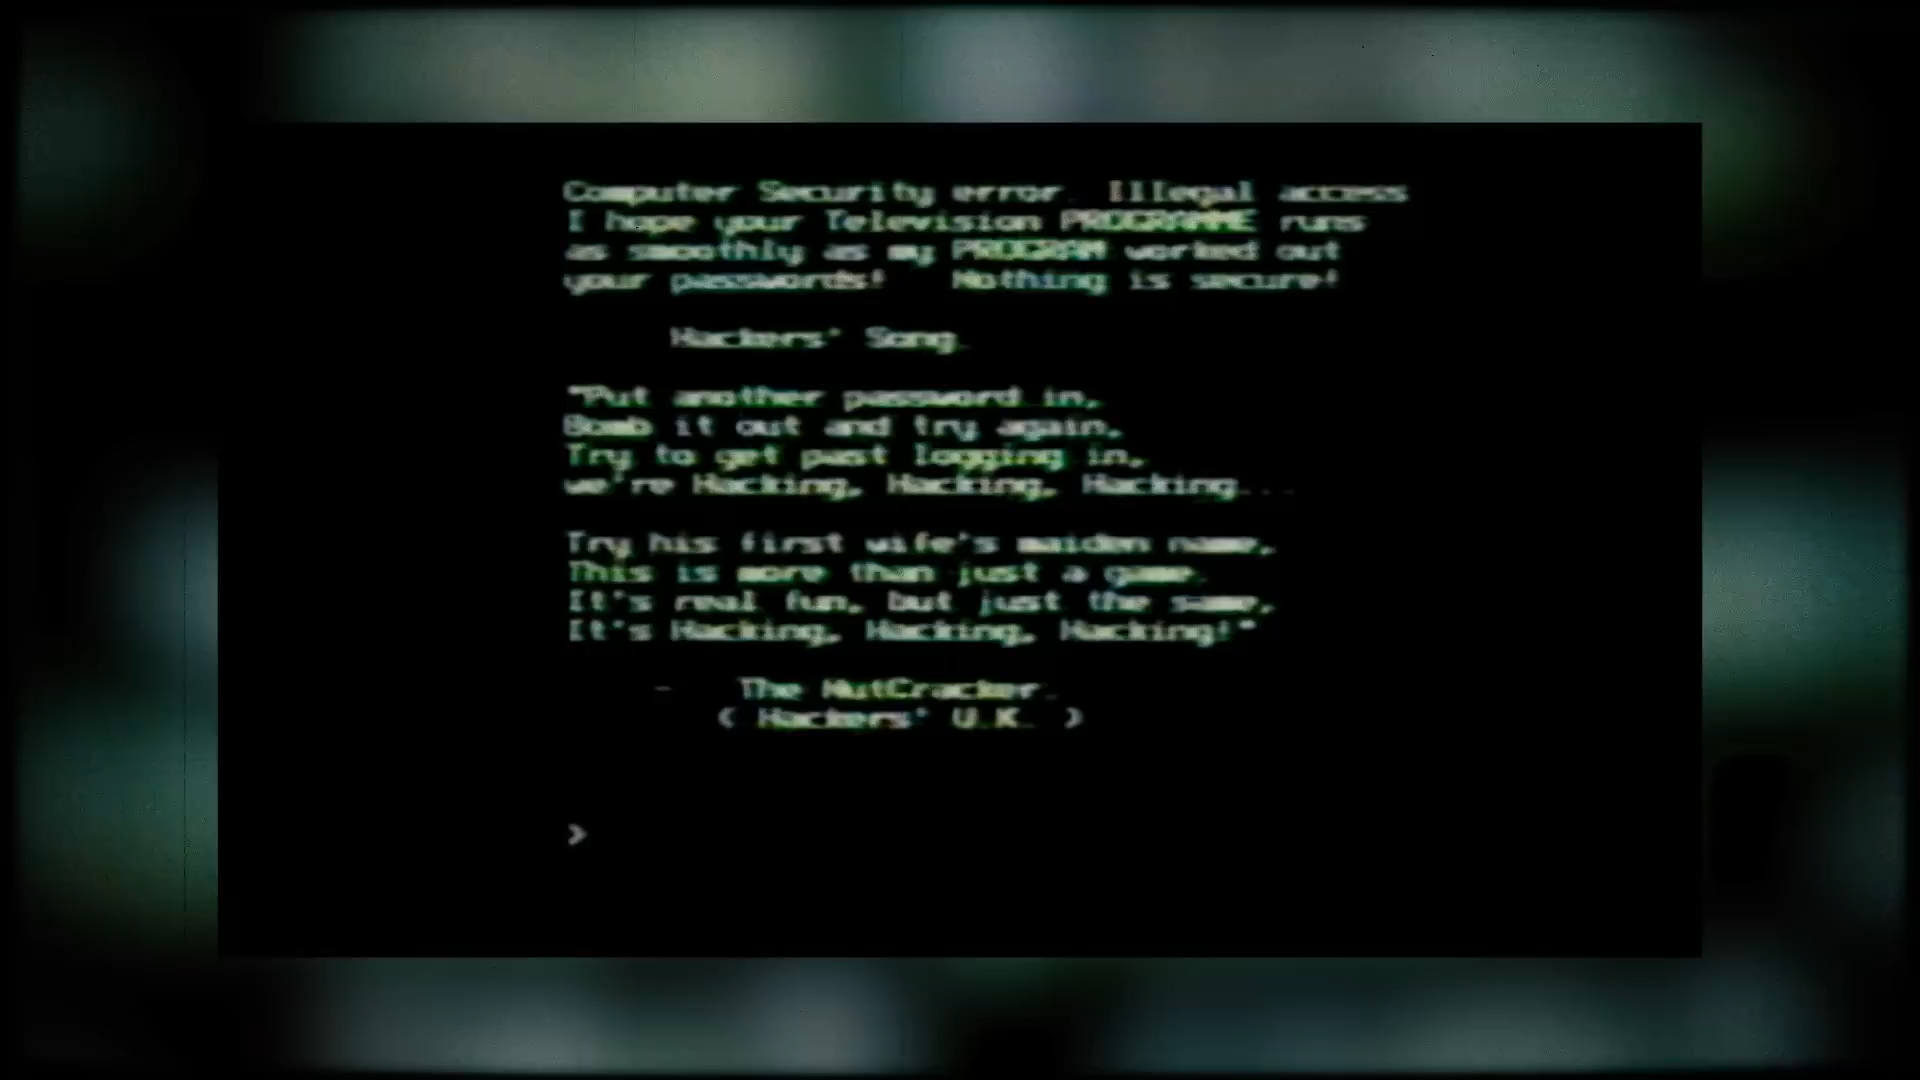 Computer Security error. Illegal access
I hope your Television PROGRAMME runs
as smoothly as my PROGRAM worked out
your passwords! Nothing is secure!
Hackers' Song.
"Put another password in,
Bomb it out and try again,
Try to get past logging in,
we're Hacking, Hacking, Hacking...
Try his first wife's maiden name,
This is more than just a game,
It's real fun, but just the same,
It's Hacking, Hacking, Hacking!"
- The NutCracker.
( Hackers' U.K. )
>